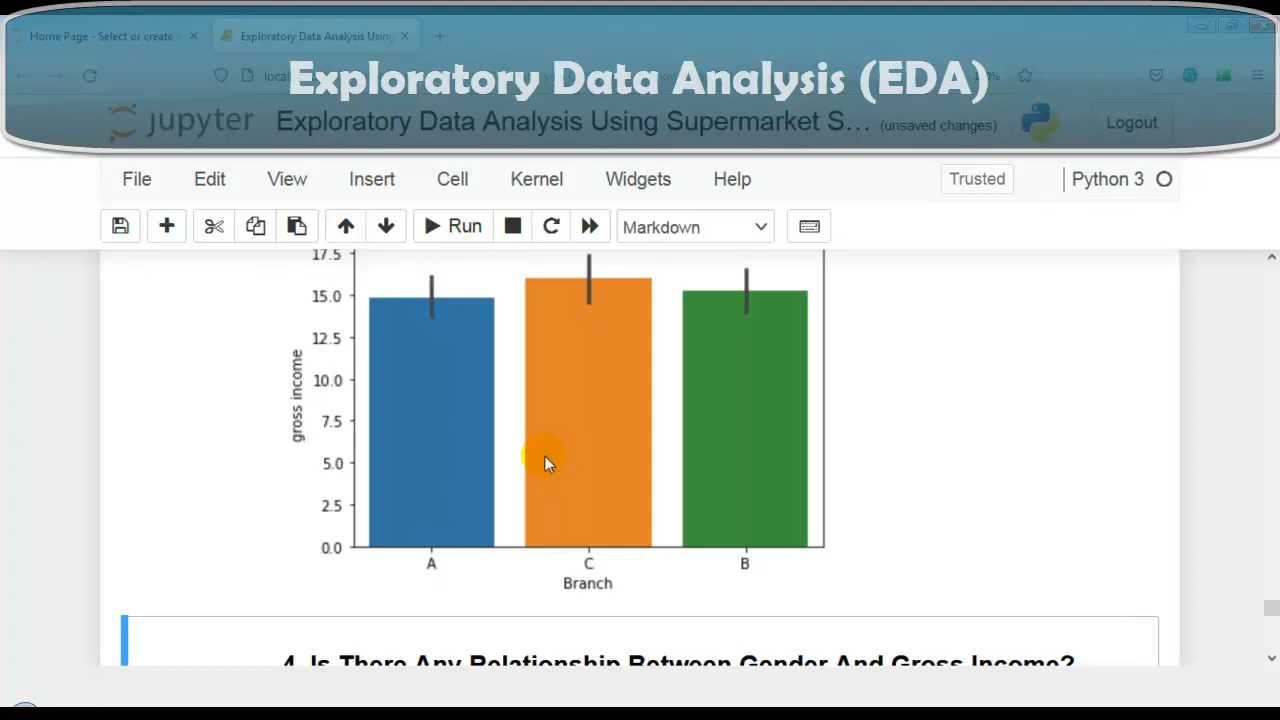 Home Page - Select or create
Exploratory Data Analysis Using
Exploratory Data Analysis (EDA)
jupyter Exploratory Data Analysis Using Supermarket S... (unsaved changes) Logout
File Edit View Insert Cell Kernel Widgets Help Trusted Python 3
Run Markdown
17.5
15.0
12.5
10.0
7.5
5.0
2.5
0.0
gross income
A C B
Branch
4. Is There Any Relationship Between Gender And Gross Income?